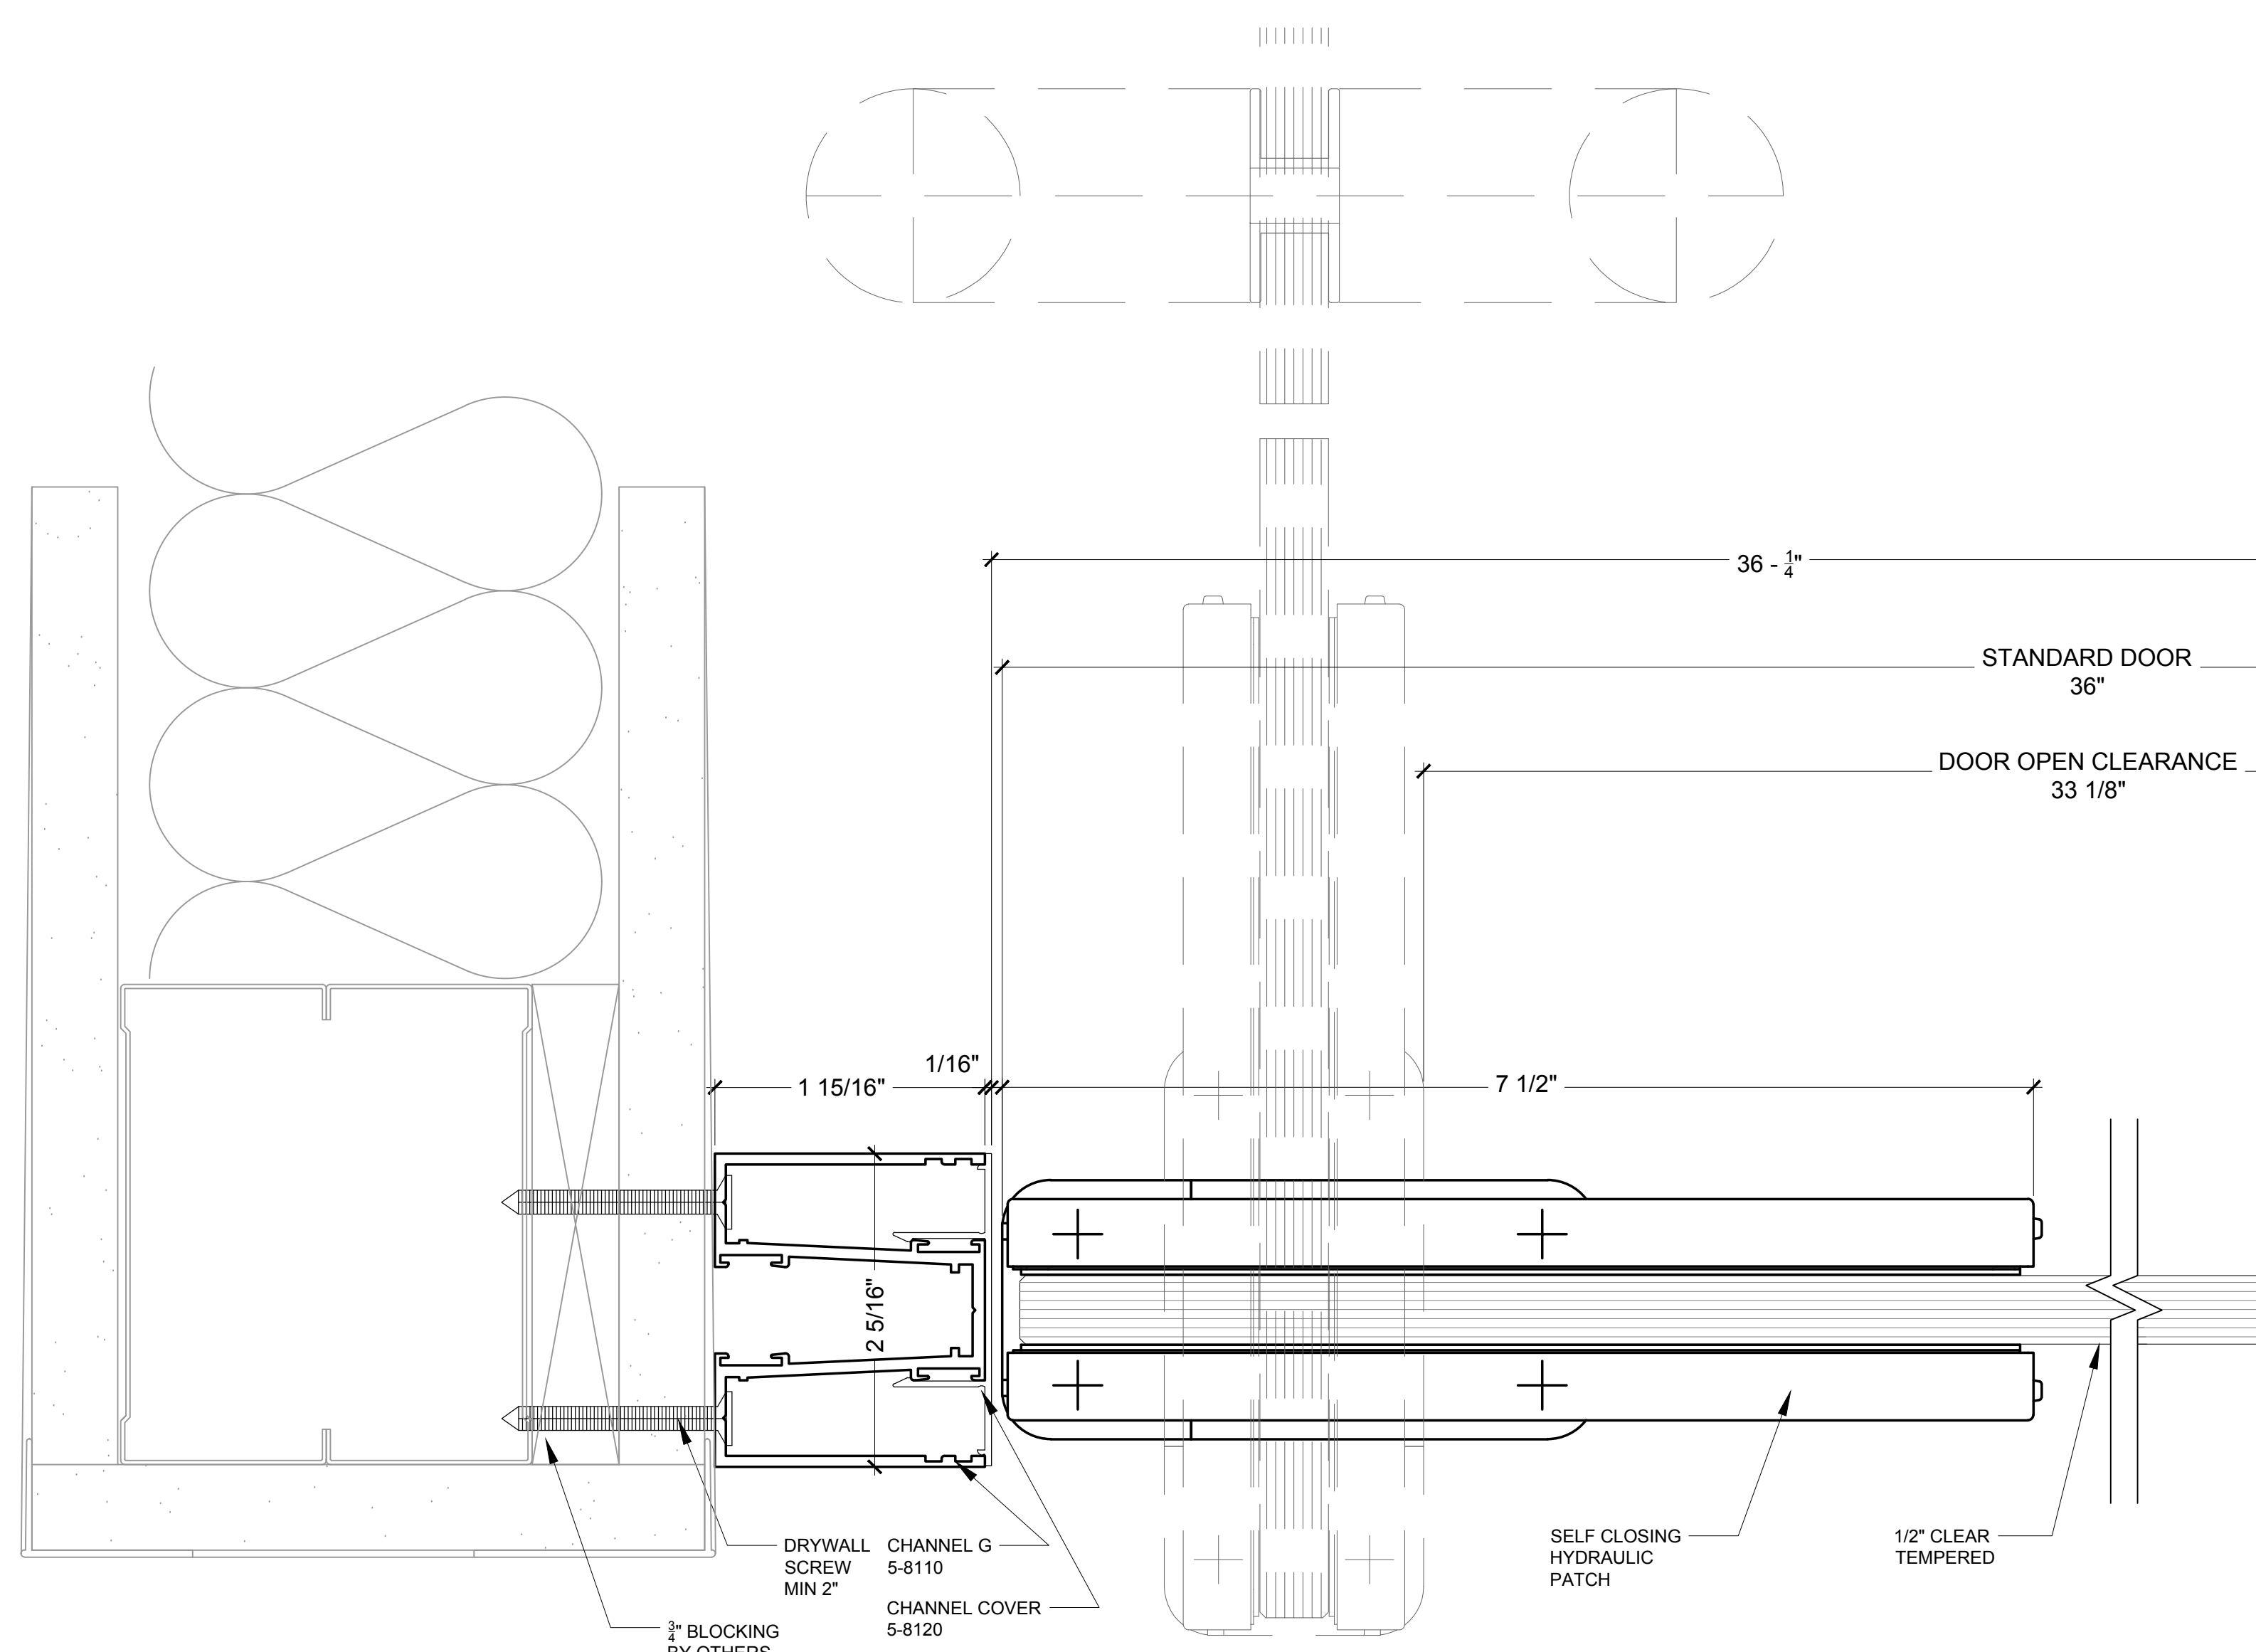 36 - 1/4"
STANDARD DOOR
36"
DOOR OPEN CLEARANCE
33 1/8"
1/16"
1 15/16"
7 1/2"
2 5/16"
DRYWALL
SCREW
MIN 2"
CHANNEL G
5-8110
CHANNEL COVER
5-8120
SELF CLOSING
HYDRAULIC
PATCH
1/2" CLEAR
TEMPERED
3/4" BLOCKING
BY OTHERS